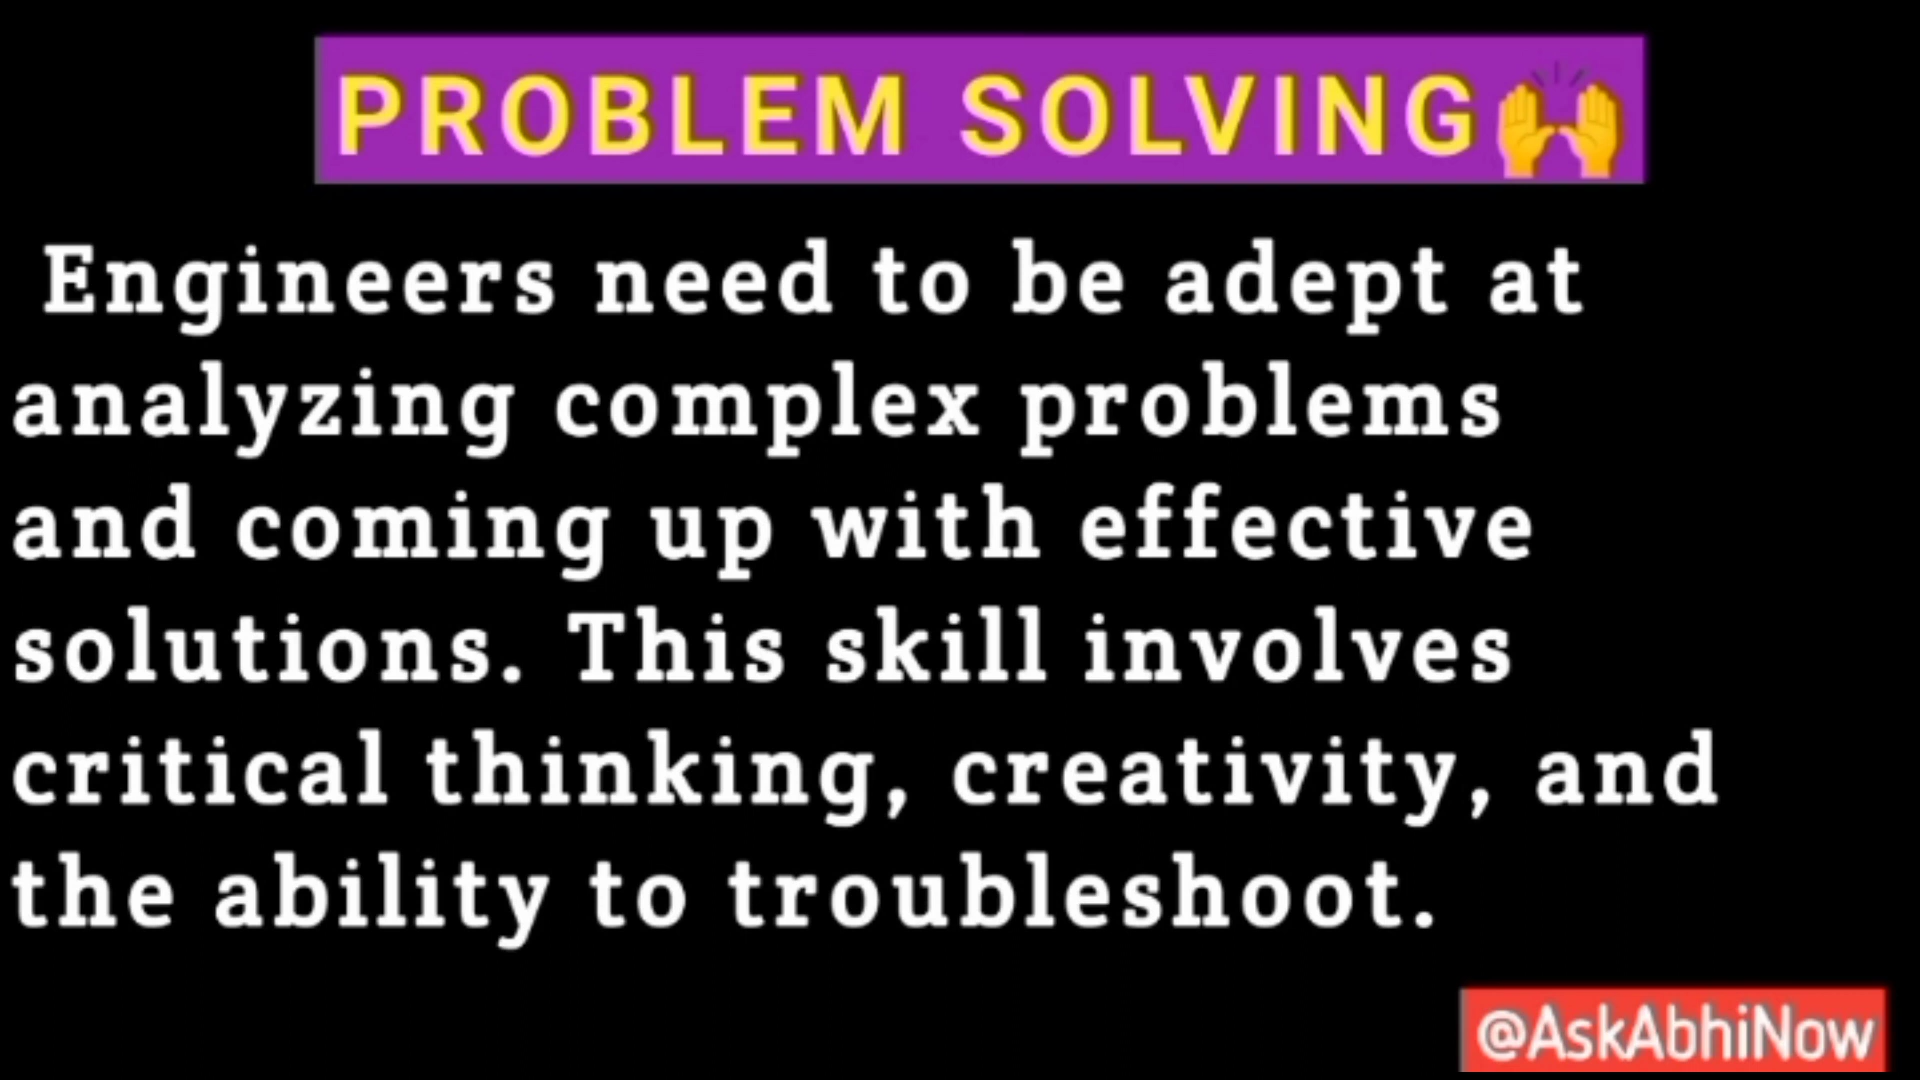 PROBLEM SOLVING🙌
Engineers need to be adept at
analyzing complex problems
and coming up with effective
solutions. This skill involves
critical thinking, creativity, and
the ability to troubleshoot.
@AskAbhiNow